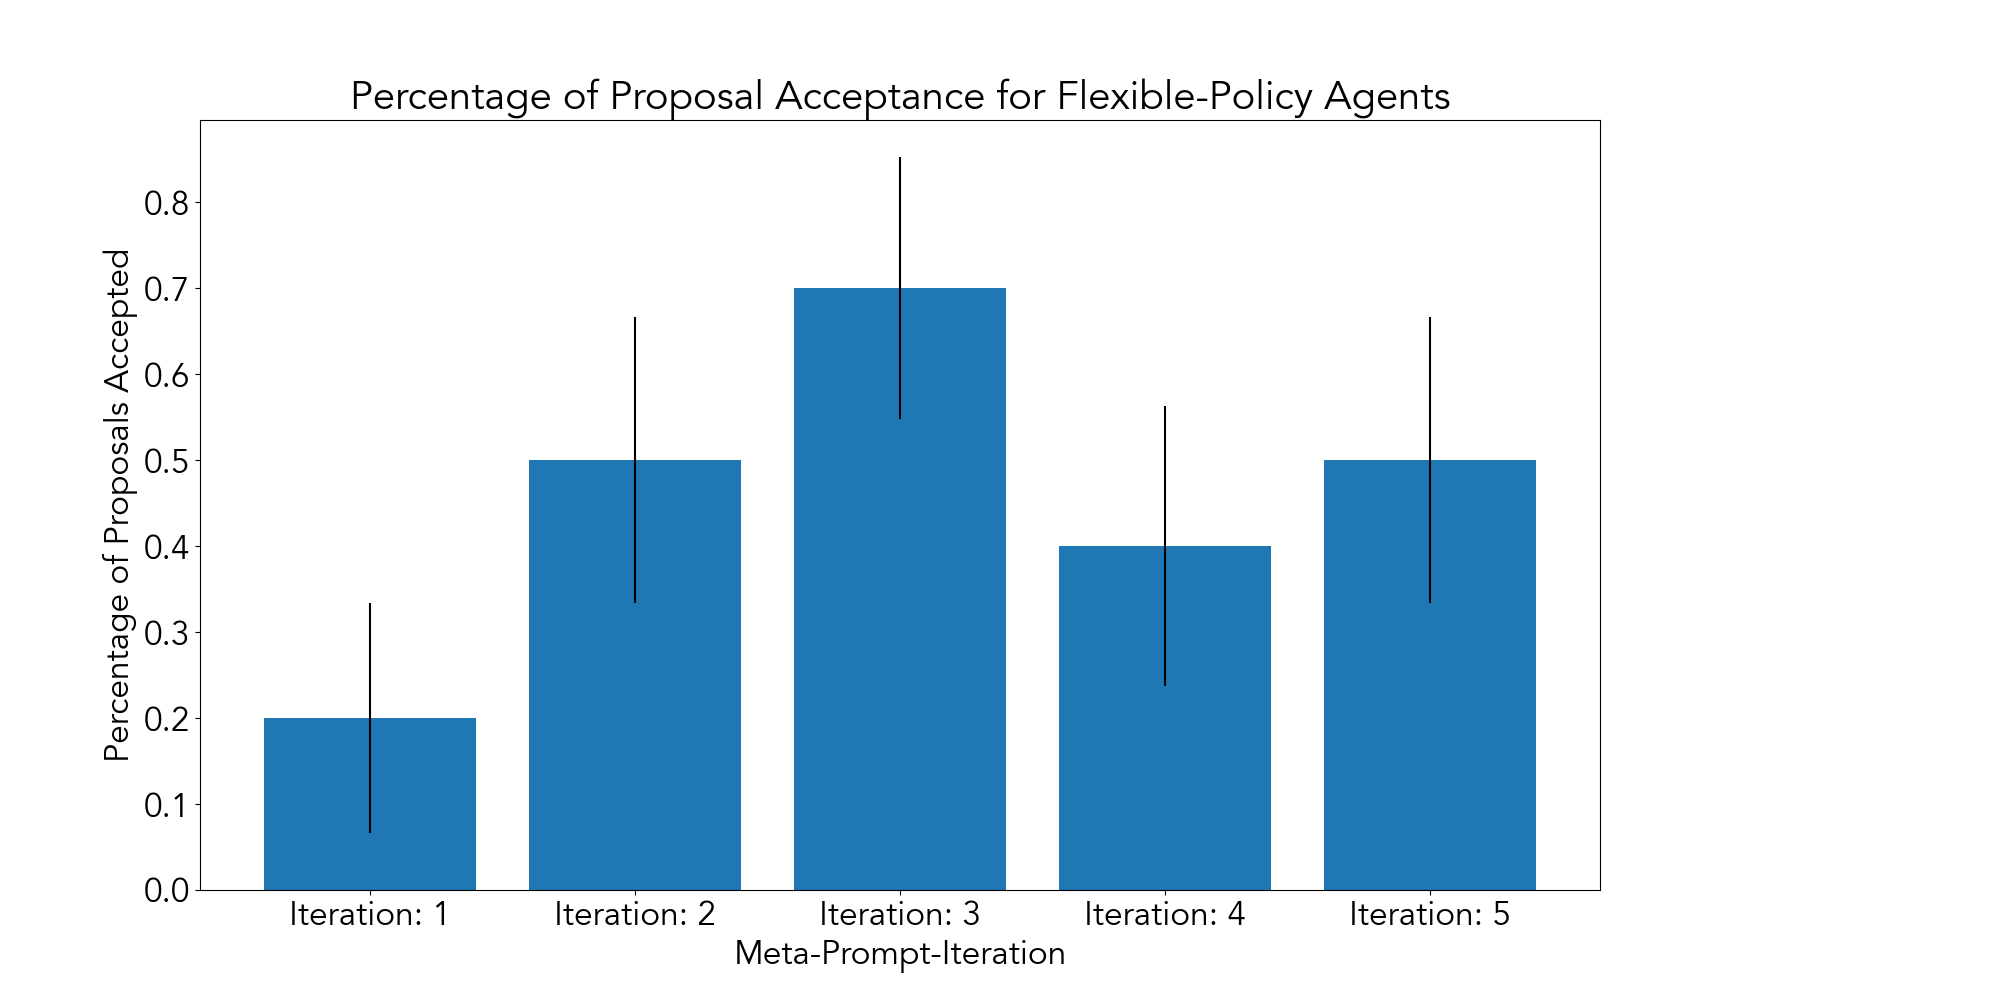 Percentage of Proposal Acceptance for Flexible-Policy Agents
Percentage of Proposals Accepted
0.8
0.7
0.6
0.5
0.4
0.3
0.2
0.1
0.0
Iteration: 1 Iteration: 2 Iteration: 3 Iteration: 4 Iteration: 5
Meta-Prompt-Iteration